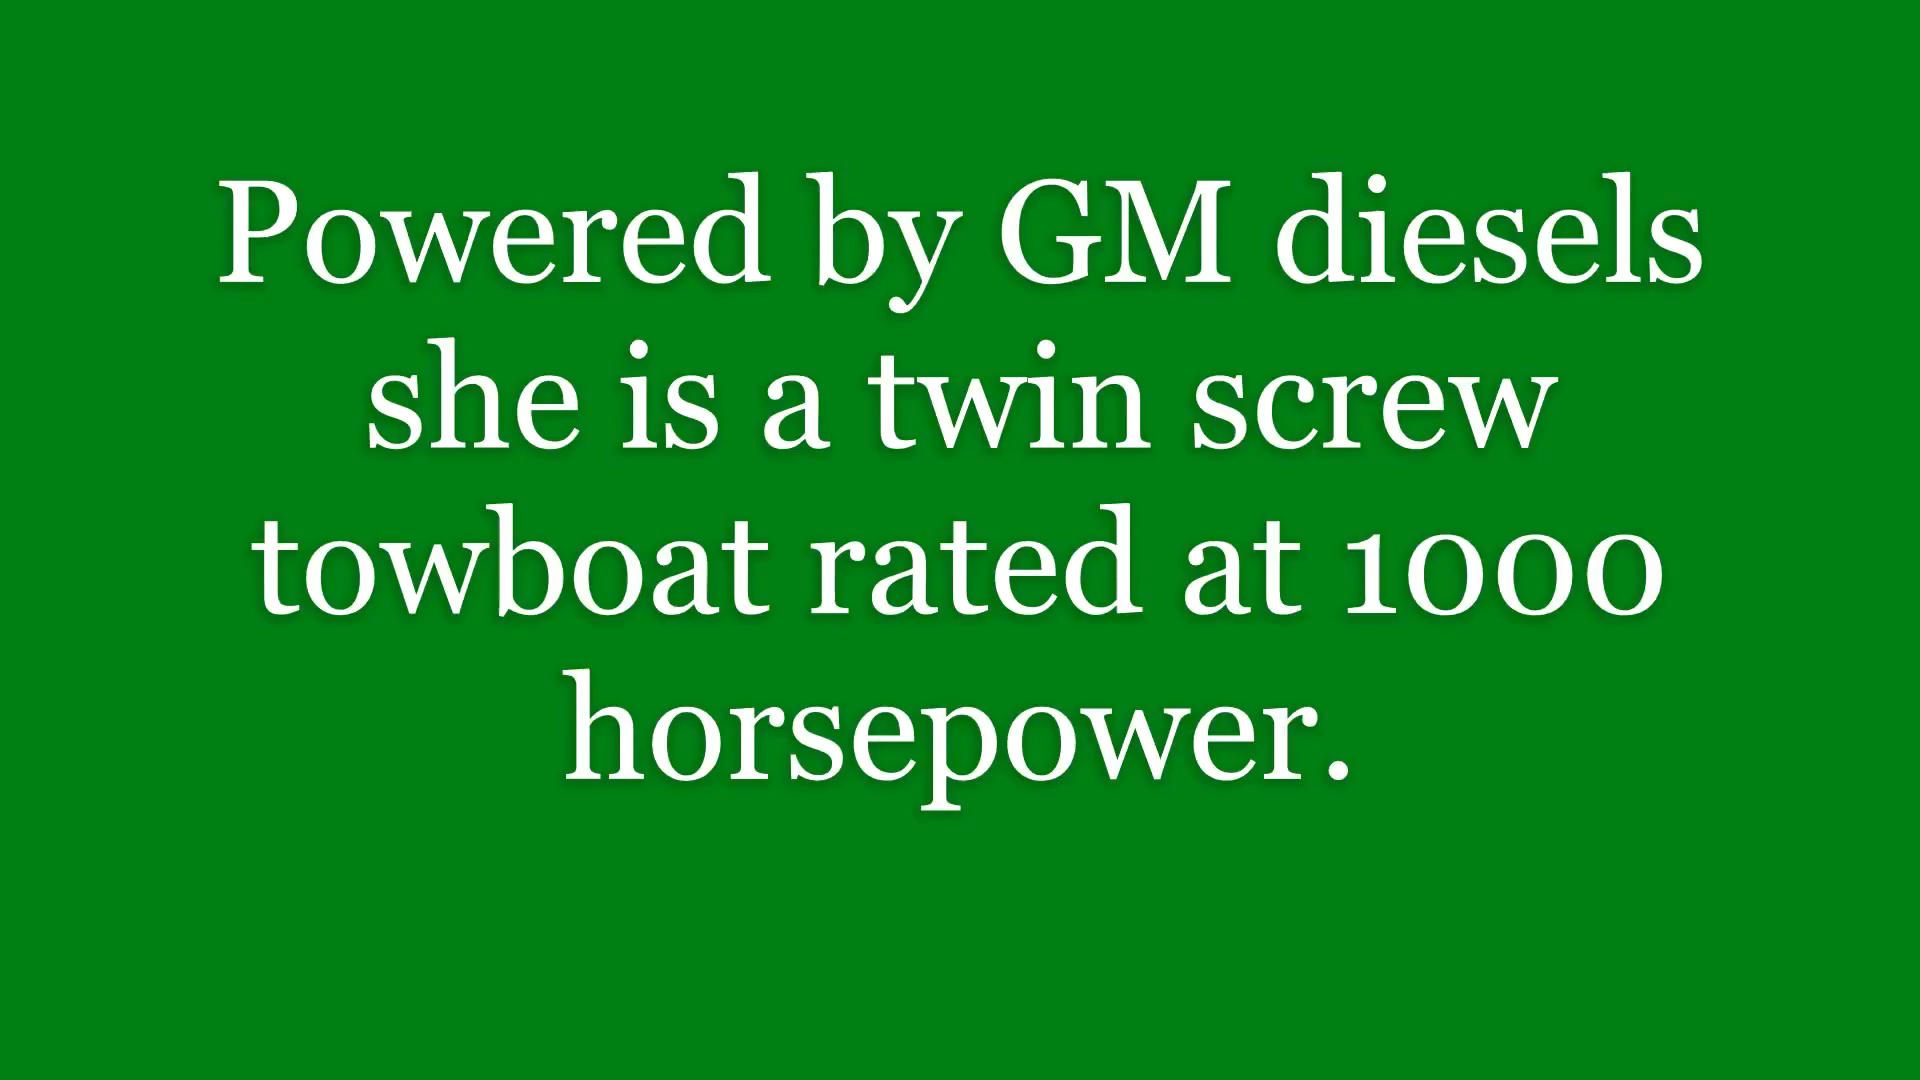 Powered by GM diesels
she is a twin screw
towboat rated at 1000
horsepower.